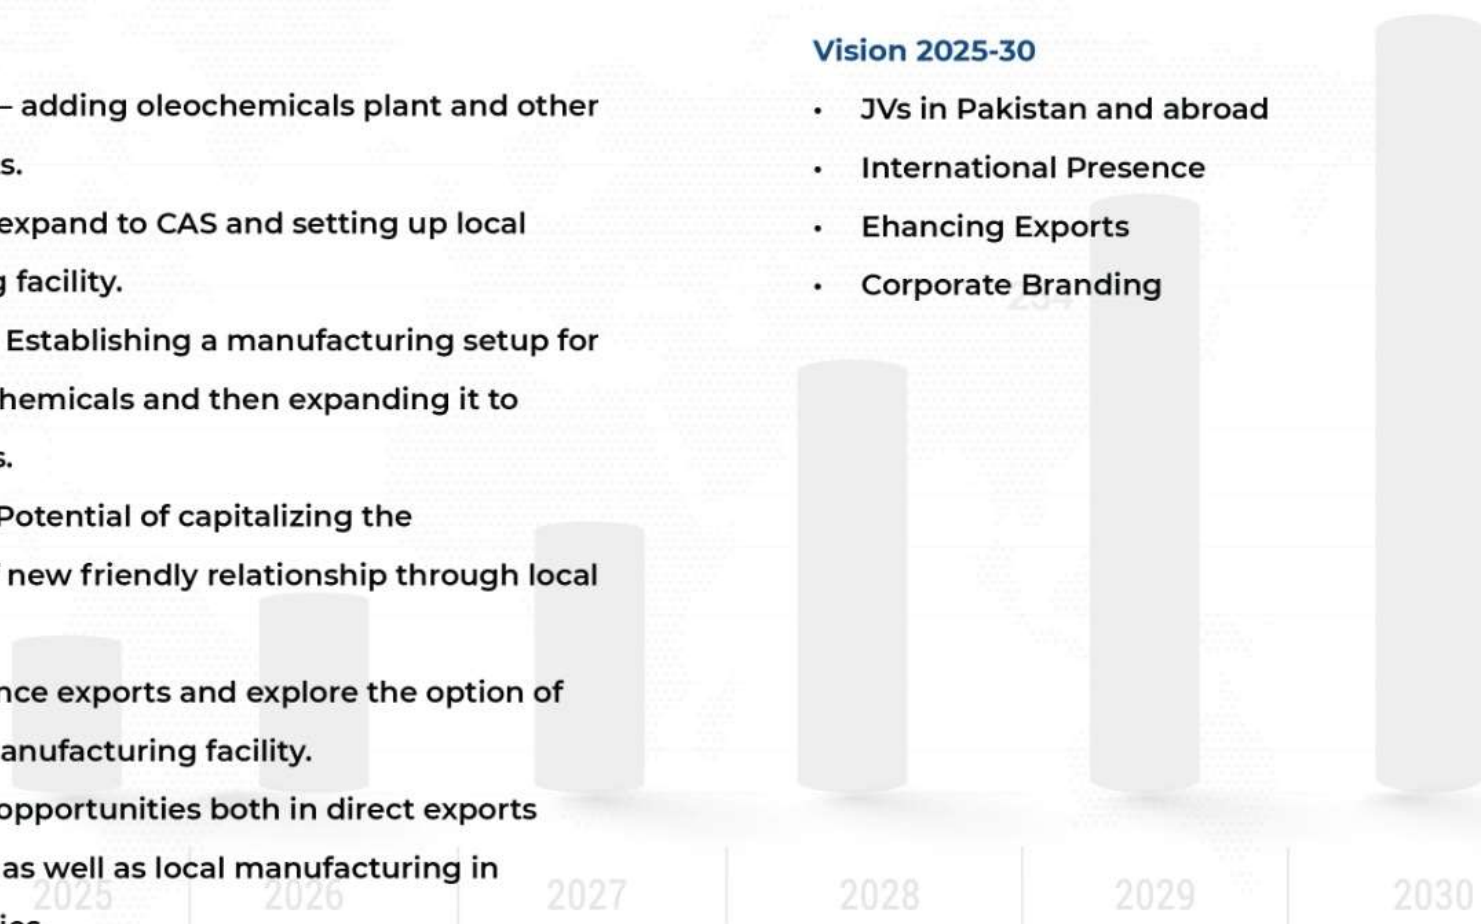 – adding oleochemicals plant and other
s.
expand to CAS and setting up local
g facility.
Establishing a manufacturing setup for
hemicals and then expanding it to
s.
Potential of capitalizing the
new friendly relationship through local
nce exports and explore the option of
anufacturing facility.
opportunities both in direct exports
as well as local manufacturing in
Vision 2025-30
• JVs in Pakistan and abroad
• International Presence
• Ehancing Exports
• Corporate Branding
234
2025 2026 2027 2028 2029 2030